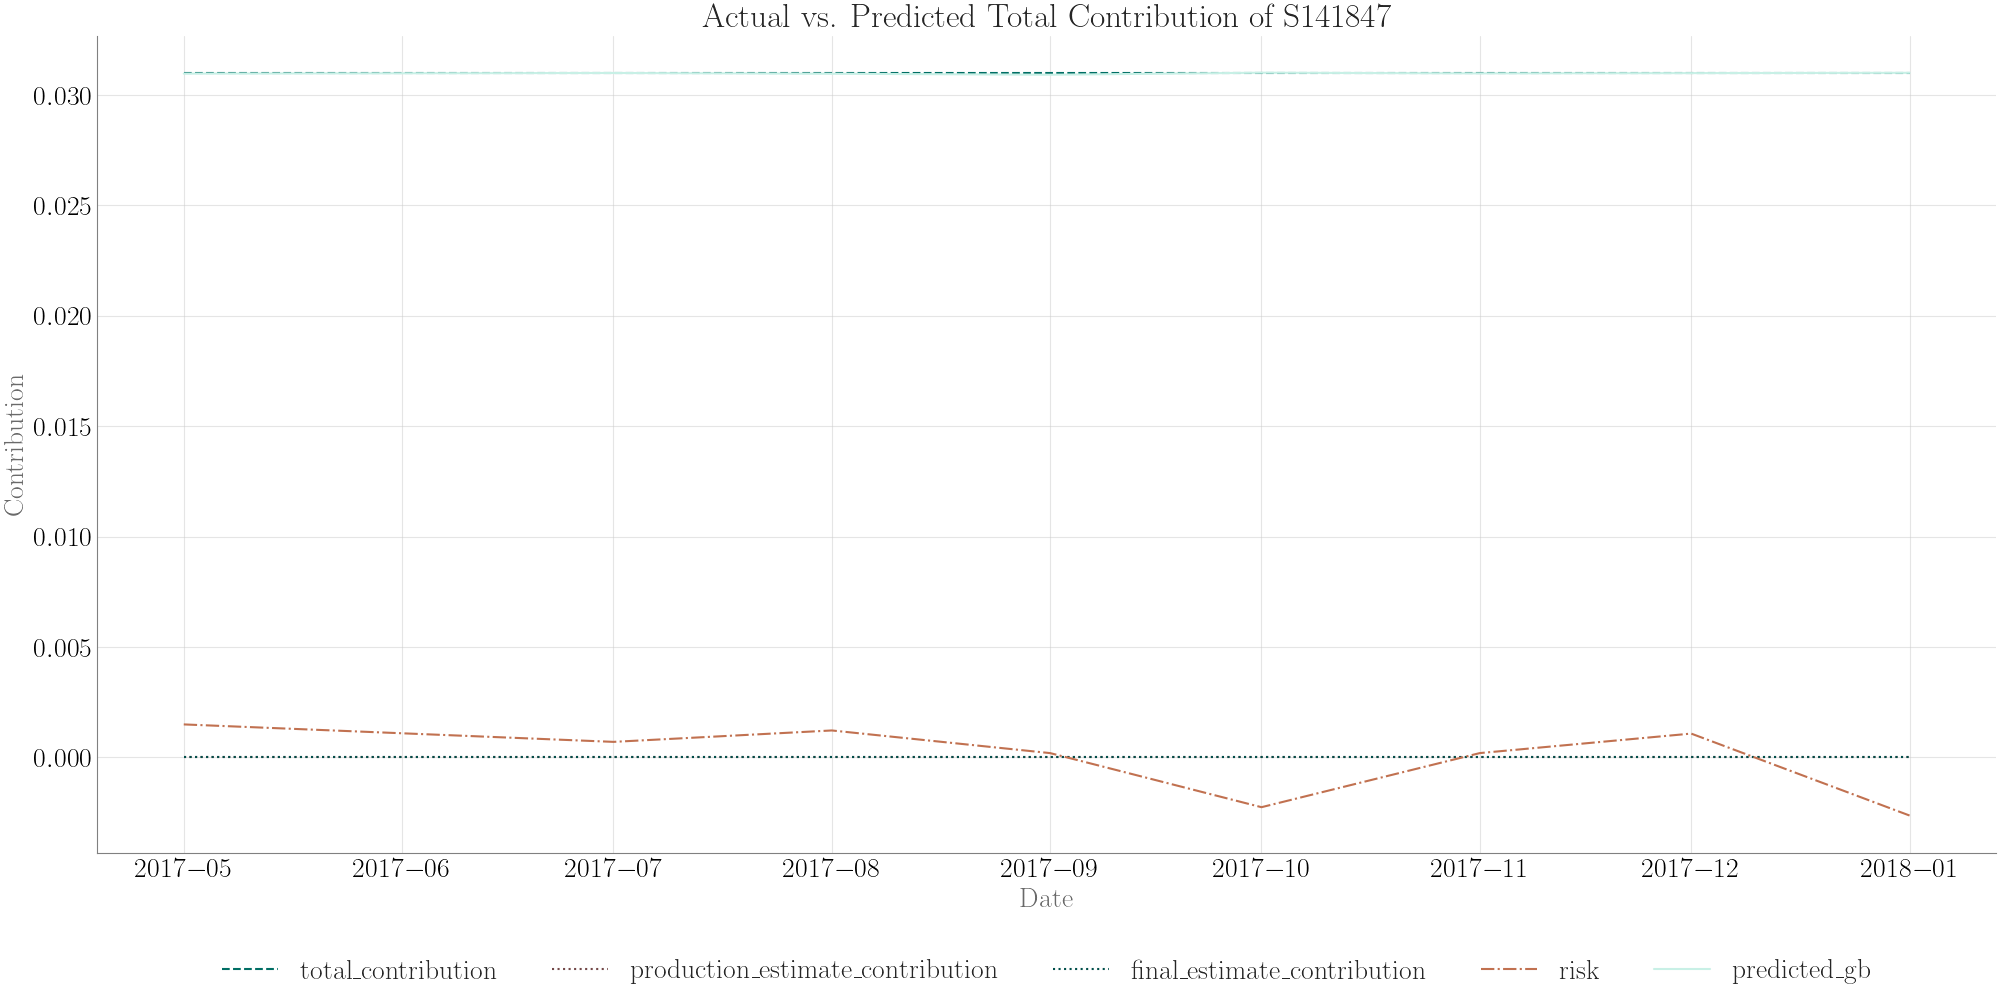 Actual vs. Predicted Total Contribution of S141847
0.030
0.025
0.020
0.015
0.010
0.005
0.000
Contribution
2017–05 2017–06 2017–07 2017–08 2017–09 2017–10 2017–11 2017–12 2018–01
Date
total_contribution production_estimate_contribution final_estimate_contribution risk predicted_gb